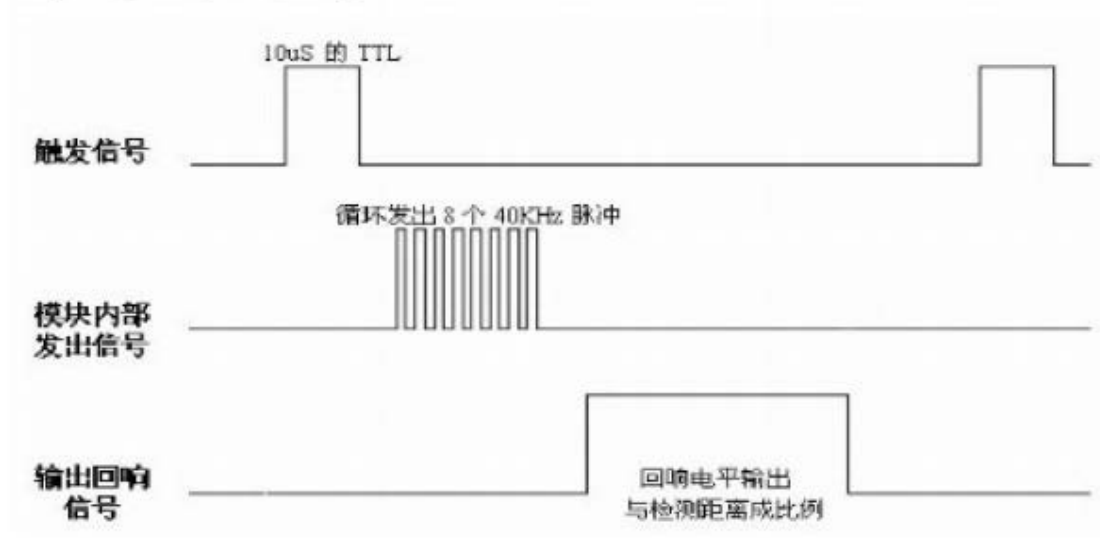 10uS 的 TTL
触发信号
循环发出 8 个 40KHz 脉冲
模块内部
发出信号
输出回响
信号
回响电平输出
与检测距离成比例